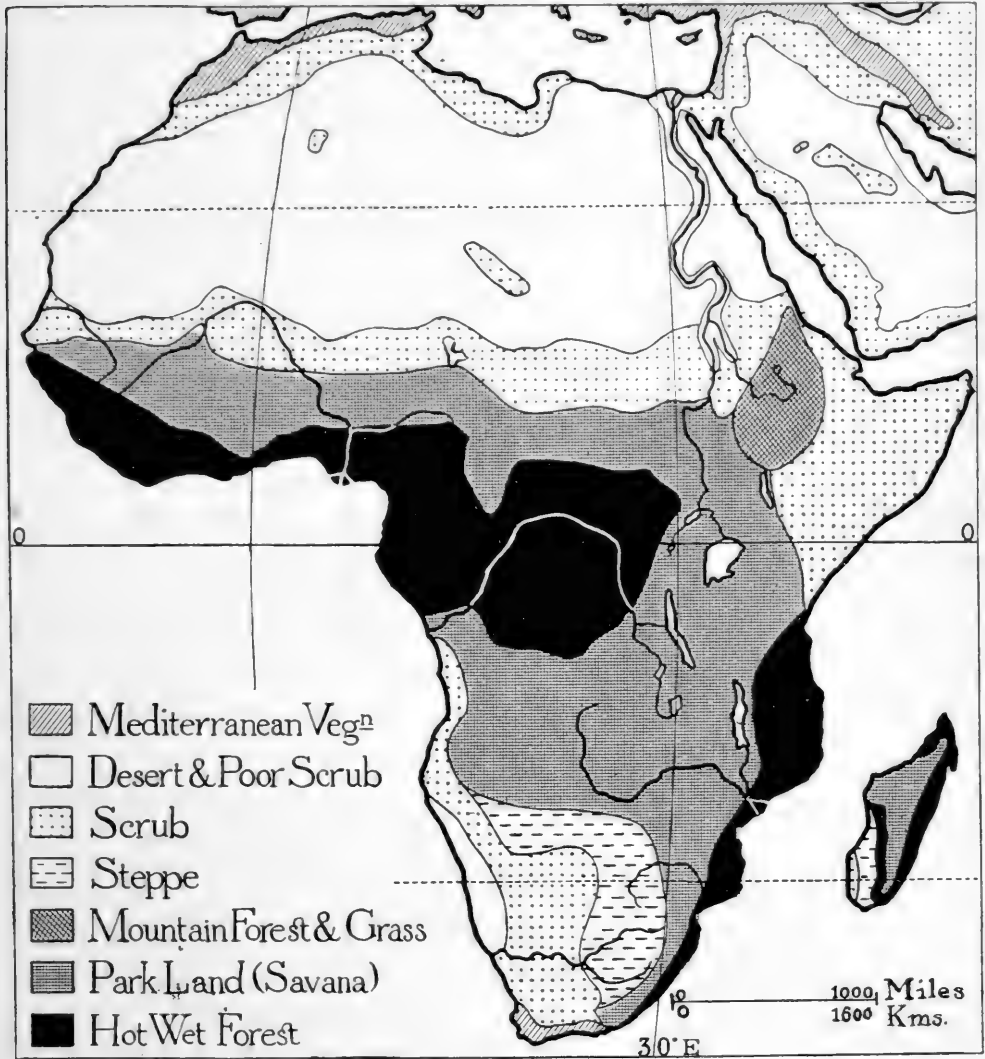 0
0
Mediterranean Vegⁿ
Desert & Poor Scrub
Scrub
Steppe
Mountain Forest & Grass
Park Land (Savana)
Hot Wet Forest
0
1000 Miles
1600 Kms.
30° E